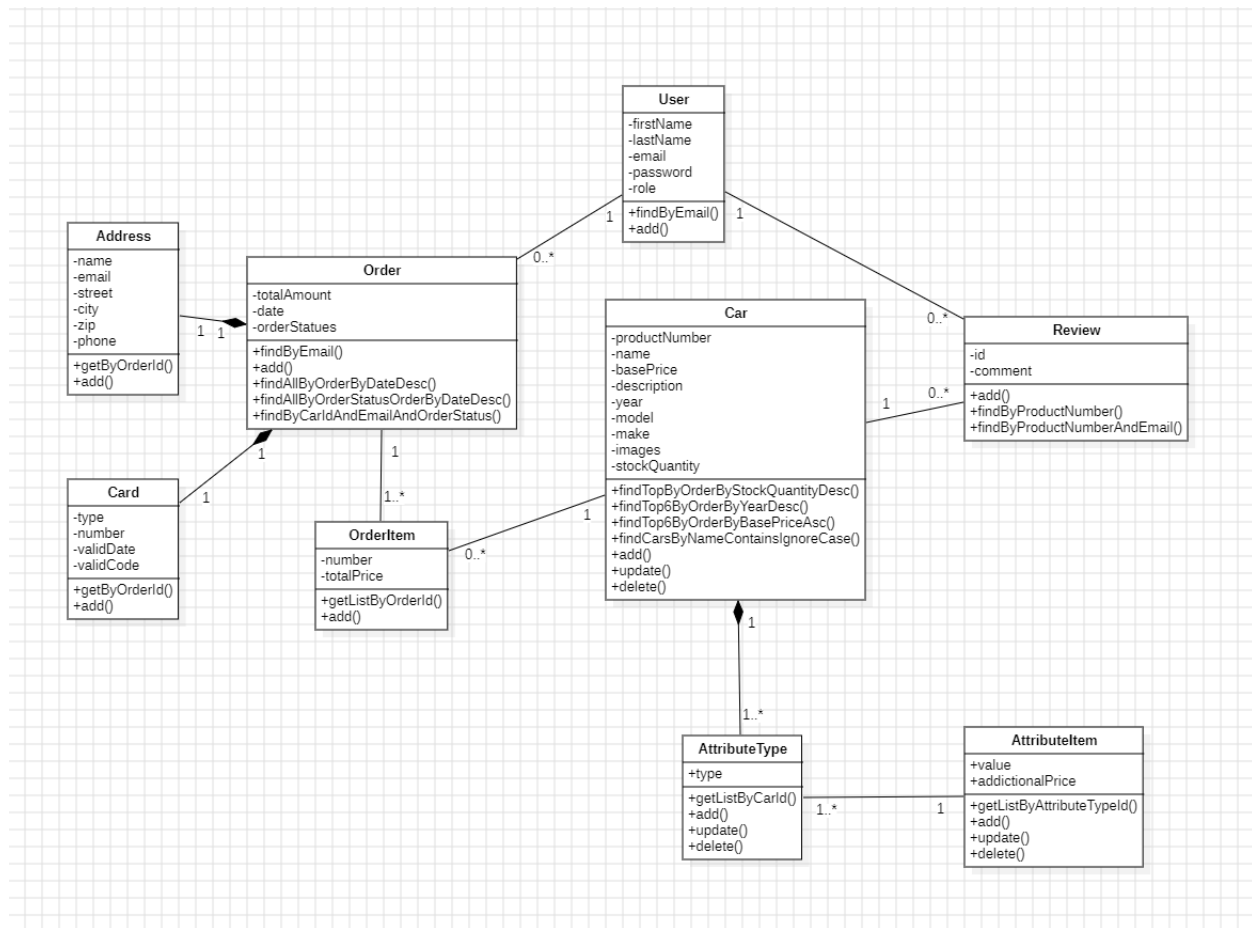 User
-firstName
-lastName
-email
-password
-role
+findByEmail()
+add()
1
1
0..*
0..*
Address
-name
-email
-street
-city
-zip
-phone
+getByOrderId()
+add()
1
1
Order
-totalAmount
-date
-orderStatues
+findByEmail()
+add()
+findAllByOrderByDateDesc()
+findAllByOrderStatusOrderByDateDesc()
+findByCarIdAndEmailAndOrderStatus()
1
1
1
1..*
Car
-productNumber
-name
-basePrice
-description
-year
-model
-make
-images
-stockQuantity
+findTopByOrderByStockQuantityDesc()
+findTop6ByOrderByYearDesc()
+findTop6ByOrderByBasePriceAsc()
+findCarsByNameContainsIgnoreCase()
+add()
+update()
+delete()
1
0..*
Review
-id
-comment
+add()
+findByProductNumber()
+findByProductNumberAndEmail()
Card
-type
-number
-validDate
-validCode
+getByOrderId()
+add()
OrderItem
-number
-totalPrice
+getListByOrderId()
+add()
0..*
1
1
1..*
AttributeType
+type
+getListByCarId()
+add()
+update()
+delete()
1..*
1
AttributeItem
+value
+addictionalPrice
+getListByAttributeTypeId()
+add()
+update()
+delete()